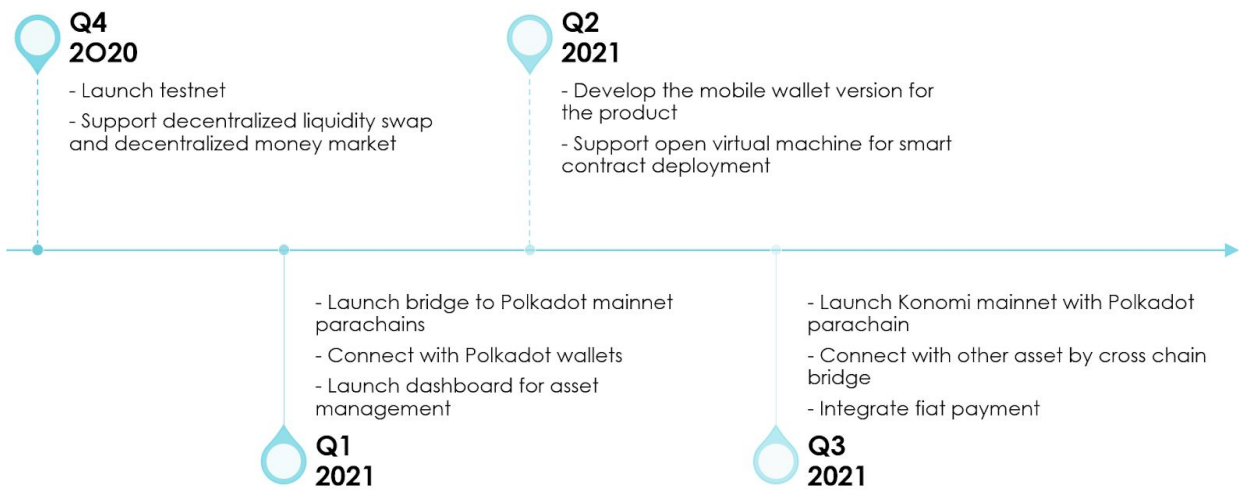 Q4
2O20
- Launch testnet
- Support decentralized liquidity swap
and decentralized money market
Q2
2021
- Develop the mobile wallet version for
the product
- Support open virtual machine for smart
contract deployment
- Launch bridge to Polkadot mainnet
parachains
- Connect with Polkadot wallets
- Launch dashboard for asset
management
Q1
2021
- Launch Konomi mainnet with Polkadot
parachain
- Connect with other asset by cross chain
bridge
- Integrate fiat payment
Q3
2021